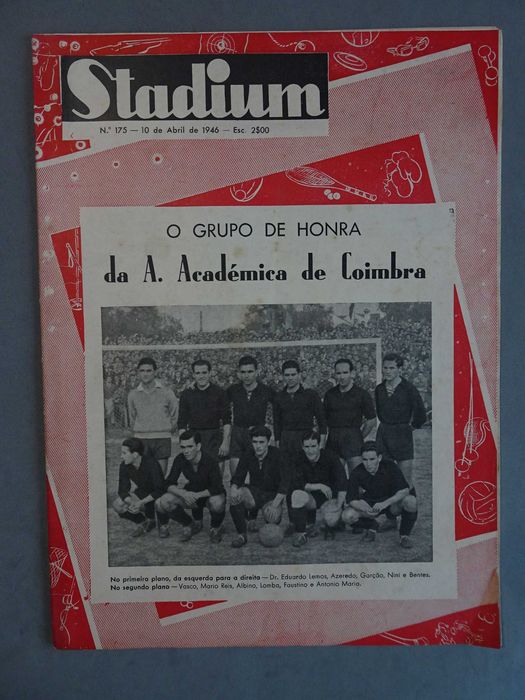 Stadium
N.º 175 — 10 de Abril de 1946 — Esc. 2$00
O GRUPO DE HONRA
da A. Académica de Coimbra
No primeiro plano, da esquerda para a direita — Dr. Eduardo Lemos, Azeredo, Garção, Nini e Bentes.
No segundo plano — Vasco, Mario Reis, Albino, Lomba, Faustino e Antonio Maria.